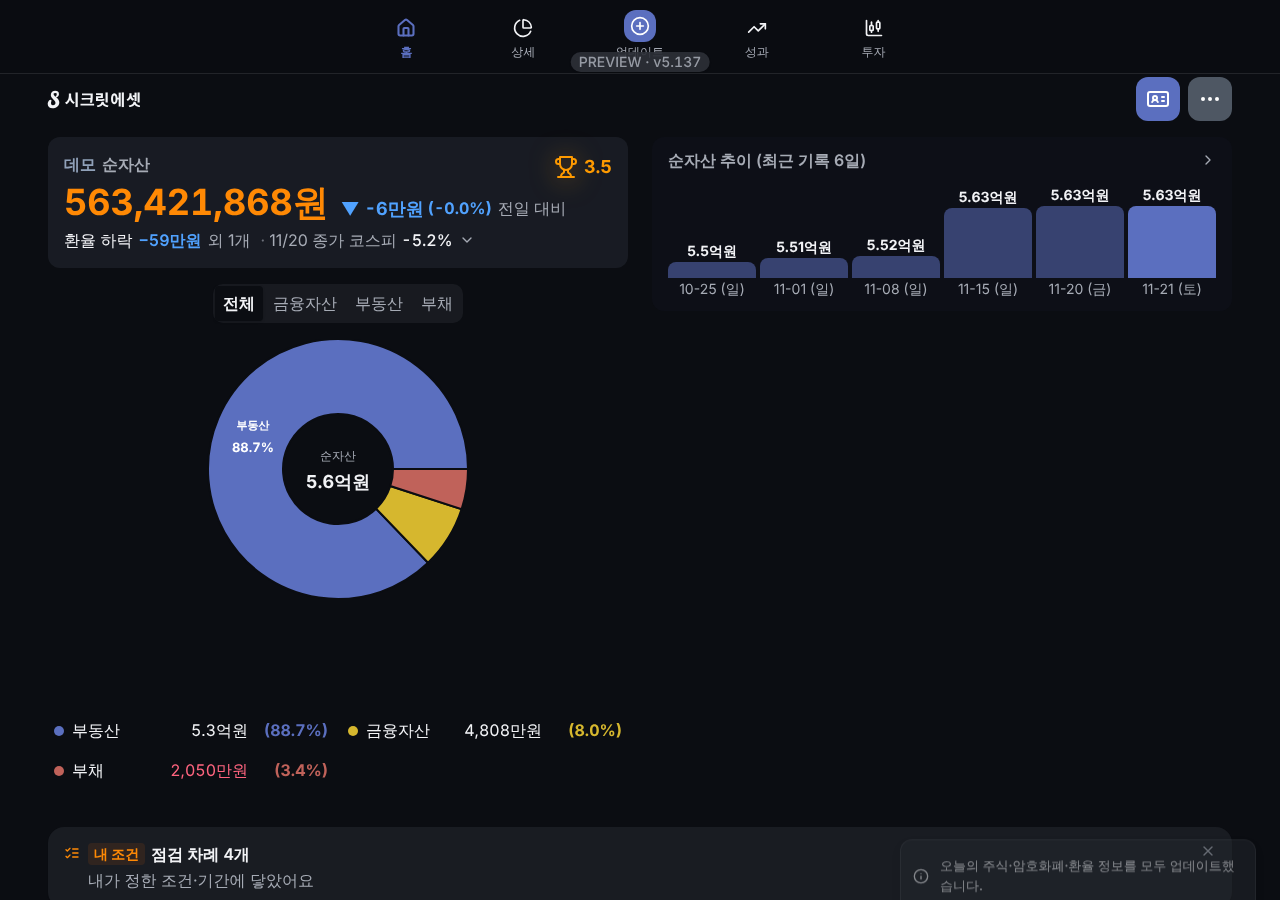 홈
상세
업데이트
성과
투자
PREVIEW · v5.137
시크릿에셋
데모 순자산
3.5
563,421,868원 ▼ -6만원 (-0.0%) 전일 대비
환율 하락 −59만원 외 1개 · 11/20 종가 코스피 -5.2%
순자산 추이 (최근 기록 6일)
5.5억원 5.51억원 5.52억원 5.63억원 5.63억원 5.63억원
10-25 (일) 11-01 (일) 11-08 (일) 11-15 (일) 11-20 (금) 11-21 (토)
전체 금융자산 부동산 부채
부동산
88.7%
순자산
5.6억원
부동산 5.3억원 (88.7%) 금융자산 4,808만원 (8.0%)
부채 2,050만원 (3.4%)
내 조건 점검 차례 4개
내가 정한 조건·기간에 닿았어요
오늘의 주식·암호화폐·환율 정보를 모두 업데이트했
습니다.